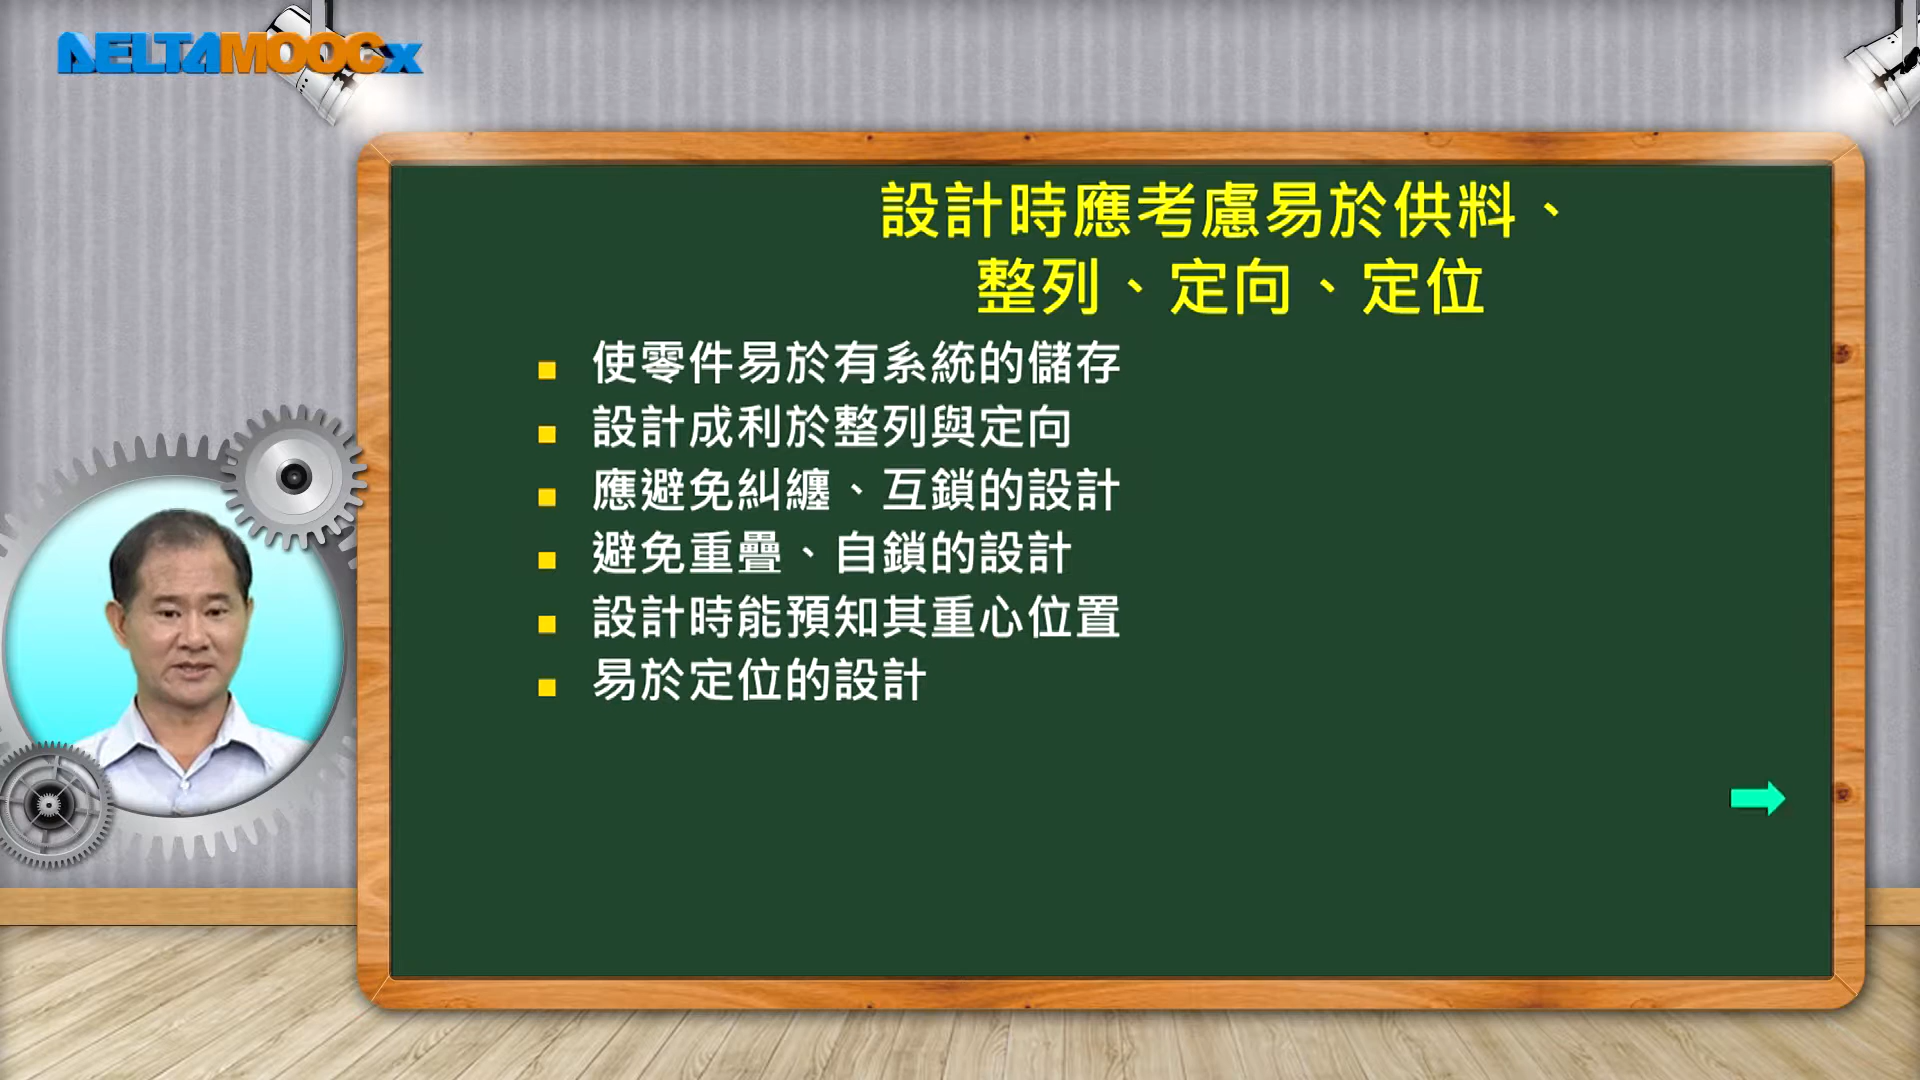 DELTAMOOCx
設計時應考慮易於供料、
整列、定向、定位
使零件易於有系統的儲存
設計成利於整列與定向
應避免糾纏、互鎖的設計
避免重疊、自鎖的設計
設計時能預知其重心位置
易於定位的設計